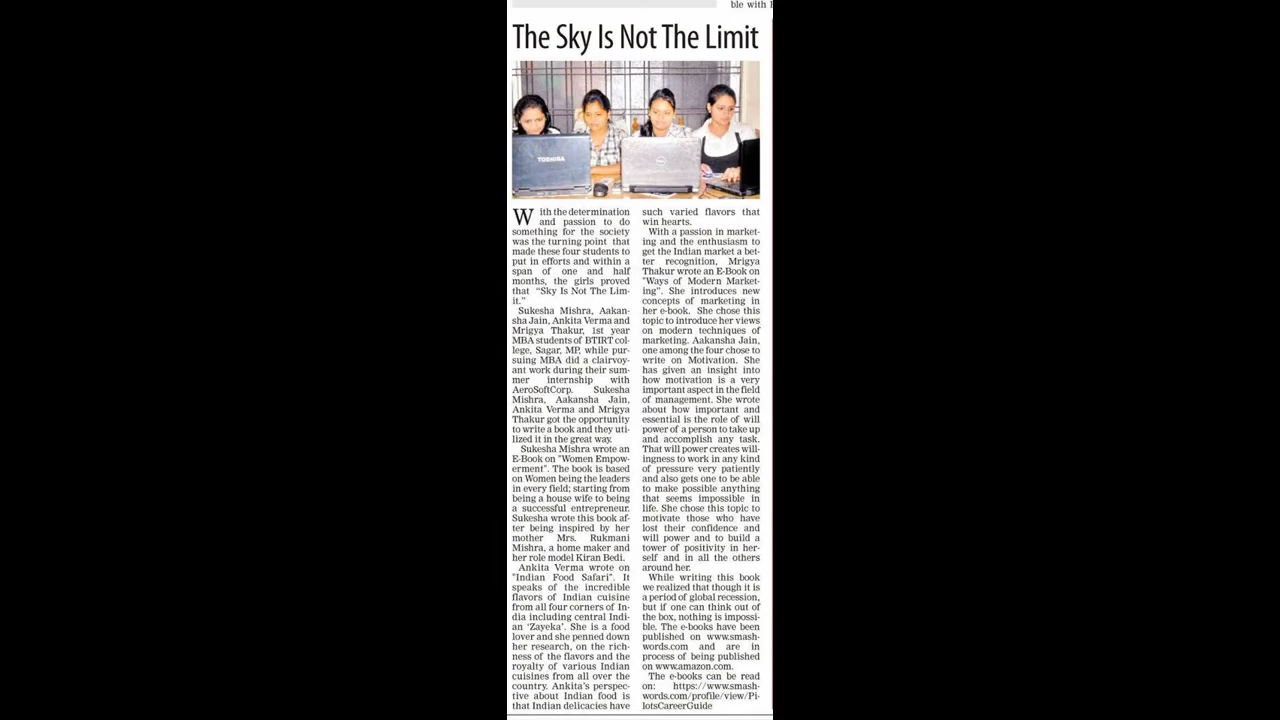 ble with
The Sky Is Not The Limit
TOSHIBA
DELL
With the determination
and passion to do
something for the society
was the turning point that
made these four students to
put in efforts and within a
span of one and half
months, the girls proved
that “Sky Is Not The Lim-
it.”
Sukesha Mishra, Aakan-
sha Jain, Ankita Verma and
Mrigya Thakur, 1st year
MBA students of BTIRT col-
lege, Sagar, MP, while pur-
suing MBA did a clairvoy-
ant work during their sum-
mer internship with
AeroSoftCorp. Sukesha
Mishra, Aakansha Jain,
Ankita Verma and Mrigya
Thakur got the opportunity
to write a book and they uti-
lized it in the great way.
Sukesha Mishra wrote an
E-Book on "Women Empow-
erment". The book is based
on Women being the leaders
in every field; starting from
being a house wife to being
a successful entrepreneur.
Sukesha wrote this book af-
ter being inspired by her
mother Mrs. Rukmani
Mishra, a home maker and
her role model Kiran Bedi.
Ankita Verma wrote on
"Indian Food Safari". It
speaks of the incredible
flavors of Indian cuisine
from all four corners of In-
dia including central Indi-
an ‘Zayeka’. She is a food
lover and she penned down
her research, on the rich-
ness of the flavors and the
royalty of various Indian
cuisines from all over the
country. Ankita's perspec-
tive about Indian food is
that Indian delicacies have
such varied flavors that
win hearts.
With a passion in market-
ing and the enthusiasm to
get the Indian market a bet-
ter recognition, Mrigya
Thakur wrote an E-Book on
"Ways of Modern Market-
ing”. She introduces new
concepts of marketing in
her e-book. She chose this
topic to introduce her views
on modern techniques of
marketing. Aakansha Jain,
one among the four chose to
write on Motivation. She
has given an insight into
how motivation is a very
important aspect in the field
of management. She wrote
about how important and
essential is the role of will
power of a person to take up
and accomplish any task.
That will power creates will-
ingness to work in any kind
of pressure very patiently
and also gets one to be able
to make possible anything
that seems impossible in
life. She chose this topic to
motivate those who have
lost their confidence and
will power and to build a
tower of positivity in her-
self and in all the others
around her.
While writing this book
we realized that though it is
a period of global recession,
but if one can think out of
the box, nothing is impossi-
ble. The e-books have been
published on www.smash-
words.com and are in
process of being published
on www.amazon.com.
The e-books can be read
on: https://www.smash-
words.com/profile/view/Pi-
lotsCareerGuide